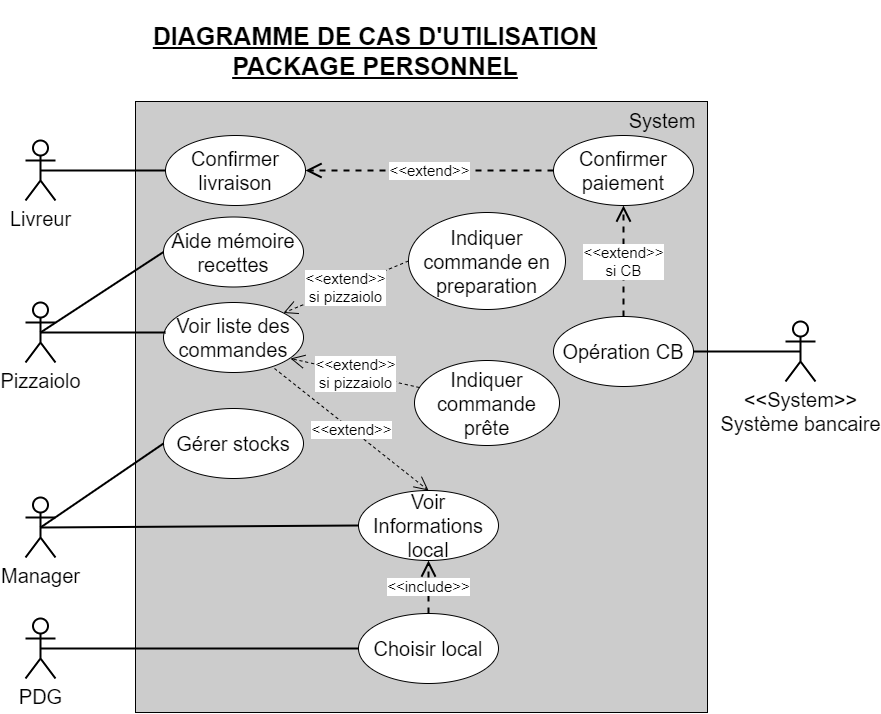 DIAGRAMME DE CAS D'UTILISATION
PACKAGE PERSONNEL
System
Confirmer
livraison
<<extend>>
Confirmer
paiement
Livreur
Aide mémoire
recettes
Indiquer
commande en
preparation
<<extend>>
si CB
<<extend>>
si pizzaiolo
Voir liste des
commandes
Opération CB
Pizzaiolo
<<extend>>
si pizzaiolo
Indiquer
commande
prête
<<System>>
Système bancaire
<<extend>>
Gérer stocks
Voir
Informations
local
Manager
<<include>>
Choisir local
PDG